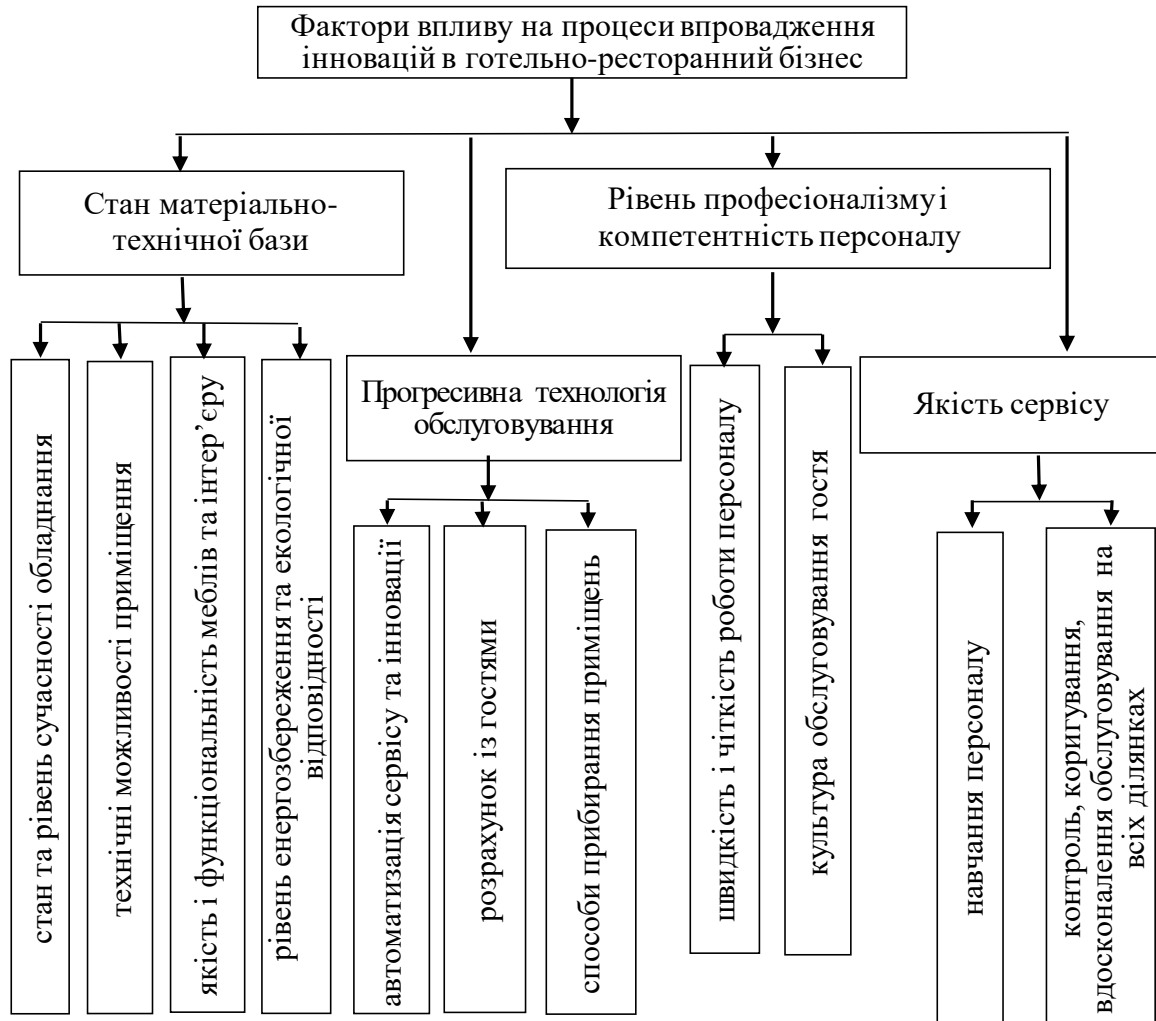 Фактори впливу на процеси впровадження
інновацій в готельно-ресторанний бізнес
Стан матеріально-
технічної бази
Рівень професіоналізму і
компетентність персоналу
Прогресивна технологія
обслуговування
Якість сервісу
стан та рівень сучасності обладнання
технічні можливості приміщення
якість і функціональність меблів та інтер’єру
рівень енергозбереження та екологічної
відповідності
автоматизація сервісу та інновації
розрахунок із гостями
способи прибирання приміщень
швидкість і чіткість роботи персоналу
культура обслуговування гостя
навчання персоналу
контроль, коригування,
вдосконалення обслуговування на
всіх ділянках